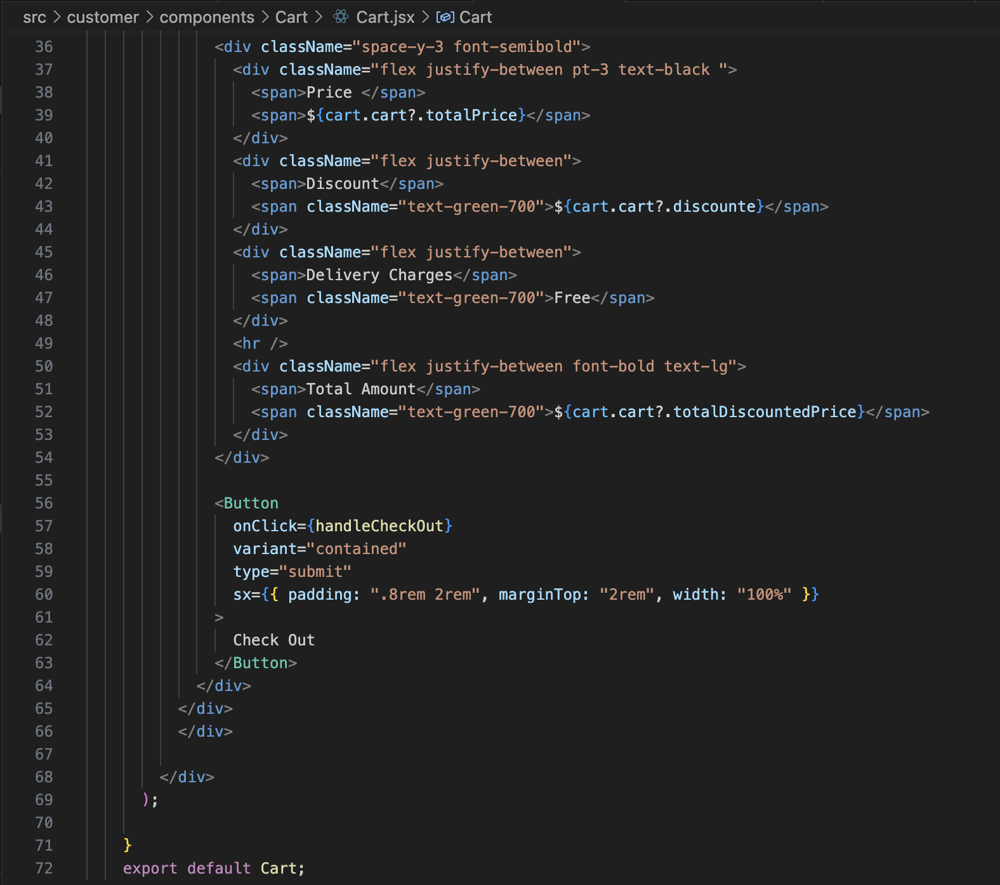 src > customer > components > Cart > Cart.jsx > Cart
36 <div className="space-y-3 font-semibold">
37 <div className="flex justify-between pt-3 text-black ">
38 <span>Price </span>
39 <span>${cart.cart?.totalPrice}</span>
40 </div>
41 <div className="flex justify-between">
42 <span>Discount</span>
43 <span className="text-green-700">${cart.cart?.discounte}</span>
44 </div>
45 <div className="flex justify-between">
46 <span>Delivery Charges</span>
47 <span className="text-green-700">Free</span>
48 </div>
49 <hr />
50 <div className="flex justify-between font-bold text-lg">
51 <span>Total Amount</span>
52 <span className="text-green-700">${cart.cart?.totalDiscountedPrice}</span>
53 </div>
54 </div>
55
56 <Button
57 onClick={handleCheckOut}
58 variant="contained"
59 type="submit"
60 sx={{ padding: ".8rem 2rem", marginTop: "2rem", width: "100%" }}
61 >
62 Check Out
63 </Button>
64 </div>
65 </div>
66 </div>
67
68 </div>
69 );
70
71 }
72 export default Cart;